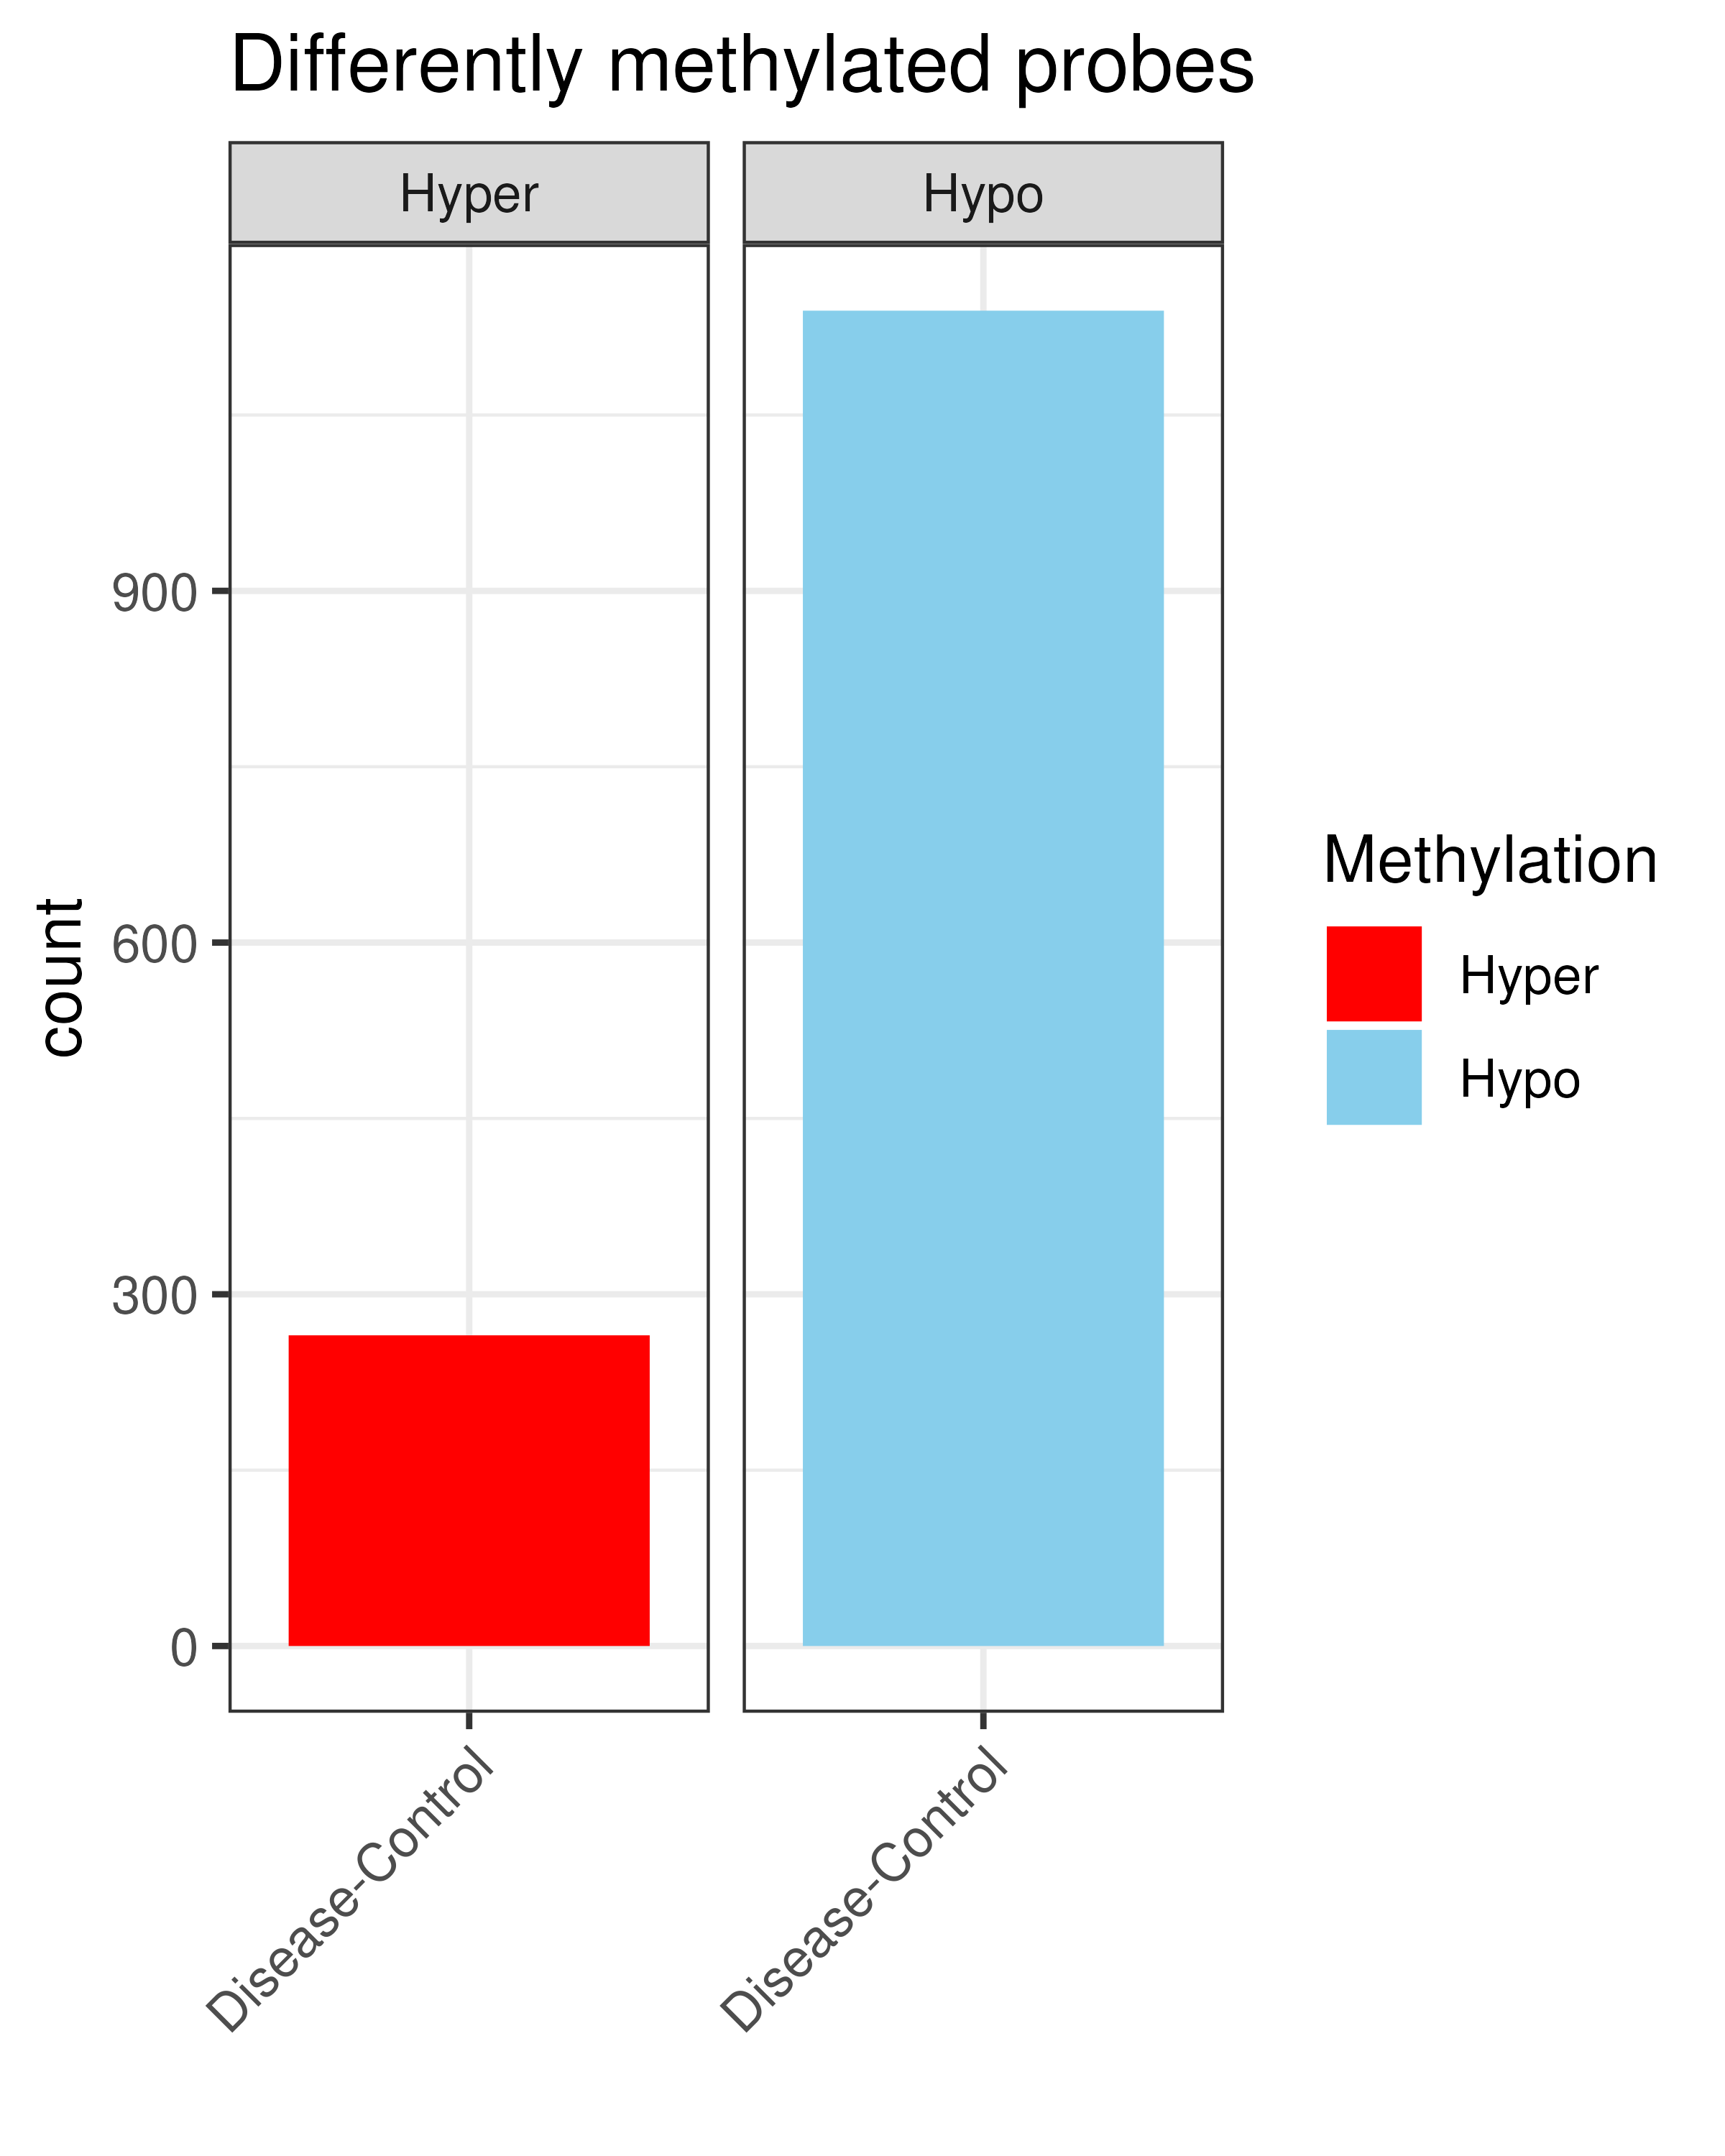 Differently methylated probes
Hyper
Hypo
900
600
300
0
count
Disease-Control
Disease-Control
Methylation
Hyper
Hypo